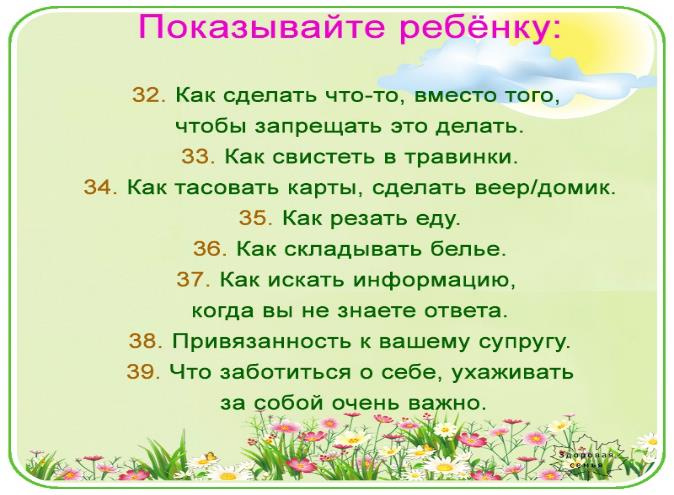 Показывайте ребёнку:
32. Как сделать что-то, вместо того,
чтобы запрещать это делать.
33. Как свистеть в травинки.
34. Как тасовать карты, сделать веер/домик.
35. Как резать еду.
36. Как складывать белье.
37. Как искать информацию,
когда вы не знаете ответа.
38. Привязанность к вашему супругу.
39. Что заботиться о себе, ухаживать
за собой очень важно.
Здоровая
семья